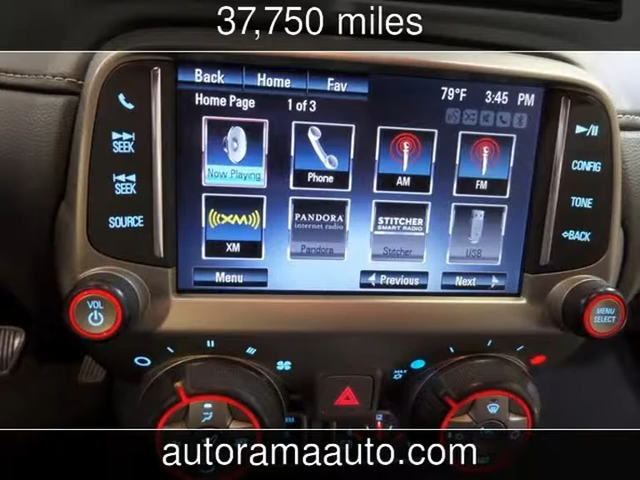 37,750 miles
Back Home Fav
79°F 3:45 PM
Home Page 1 of 3
SEEK
SEEK
SOURCE
CONFIG
TONE
BACK
Now Playing Phone AM FM
XM
PANDORA
internet radio
STITCHER
SMART RADIO
XM Pandora Stitcher USB
Menu Previous Next
VOL
MENU
SELECT
MAX
autoramaauto.com